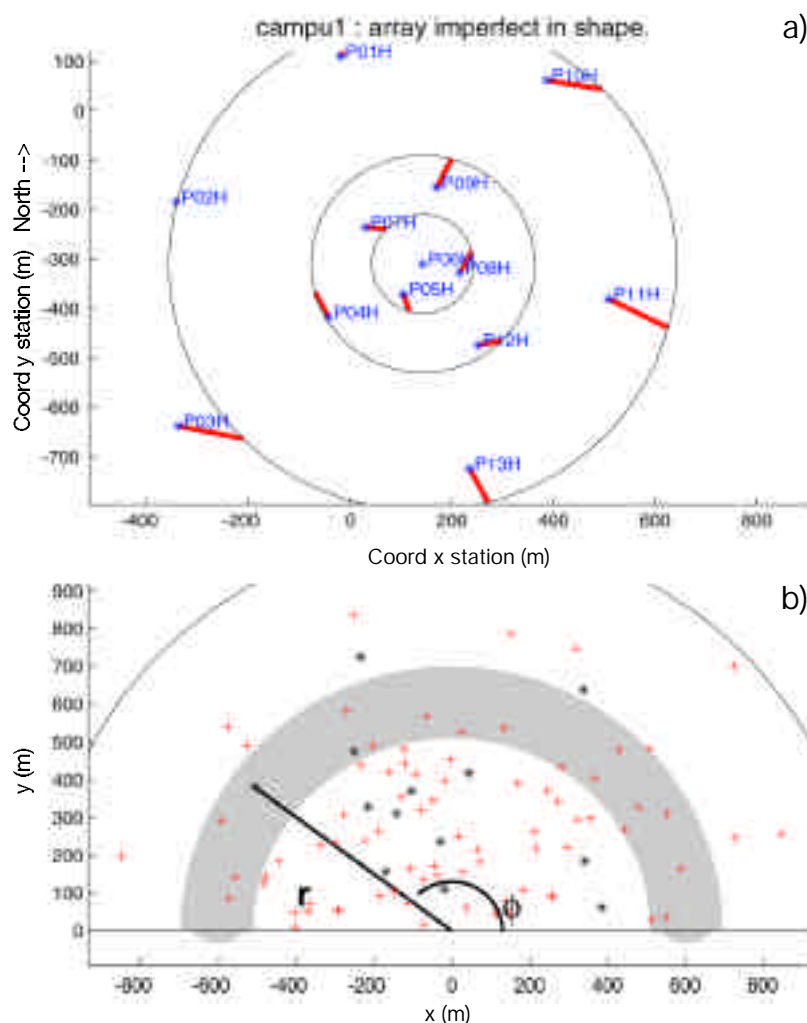 campu1 : array imperfect in shape.
a)
100
0
-100
-200
-300
-400
-500
-600
-700
Coord y station (m) North -->
P01H
P10H
P02H
P09H
P07H
P08H
P05H
P11H
P04H
P12H
P03H
P13H
-400
-200
0
200
400
600
800
Coord x station (m)
b)
900
800
700
600
500
400
300
200
100
0
y (m)
r
ϕ
-800
-600
-400
-200
0
200
400
600
800
x (m)